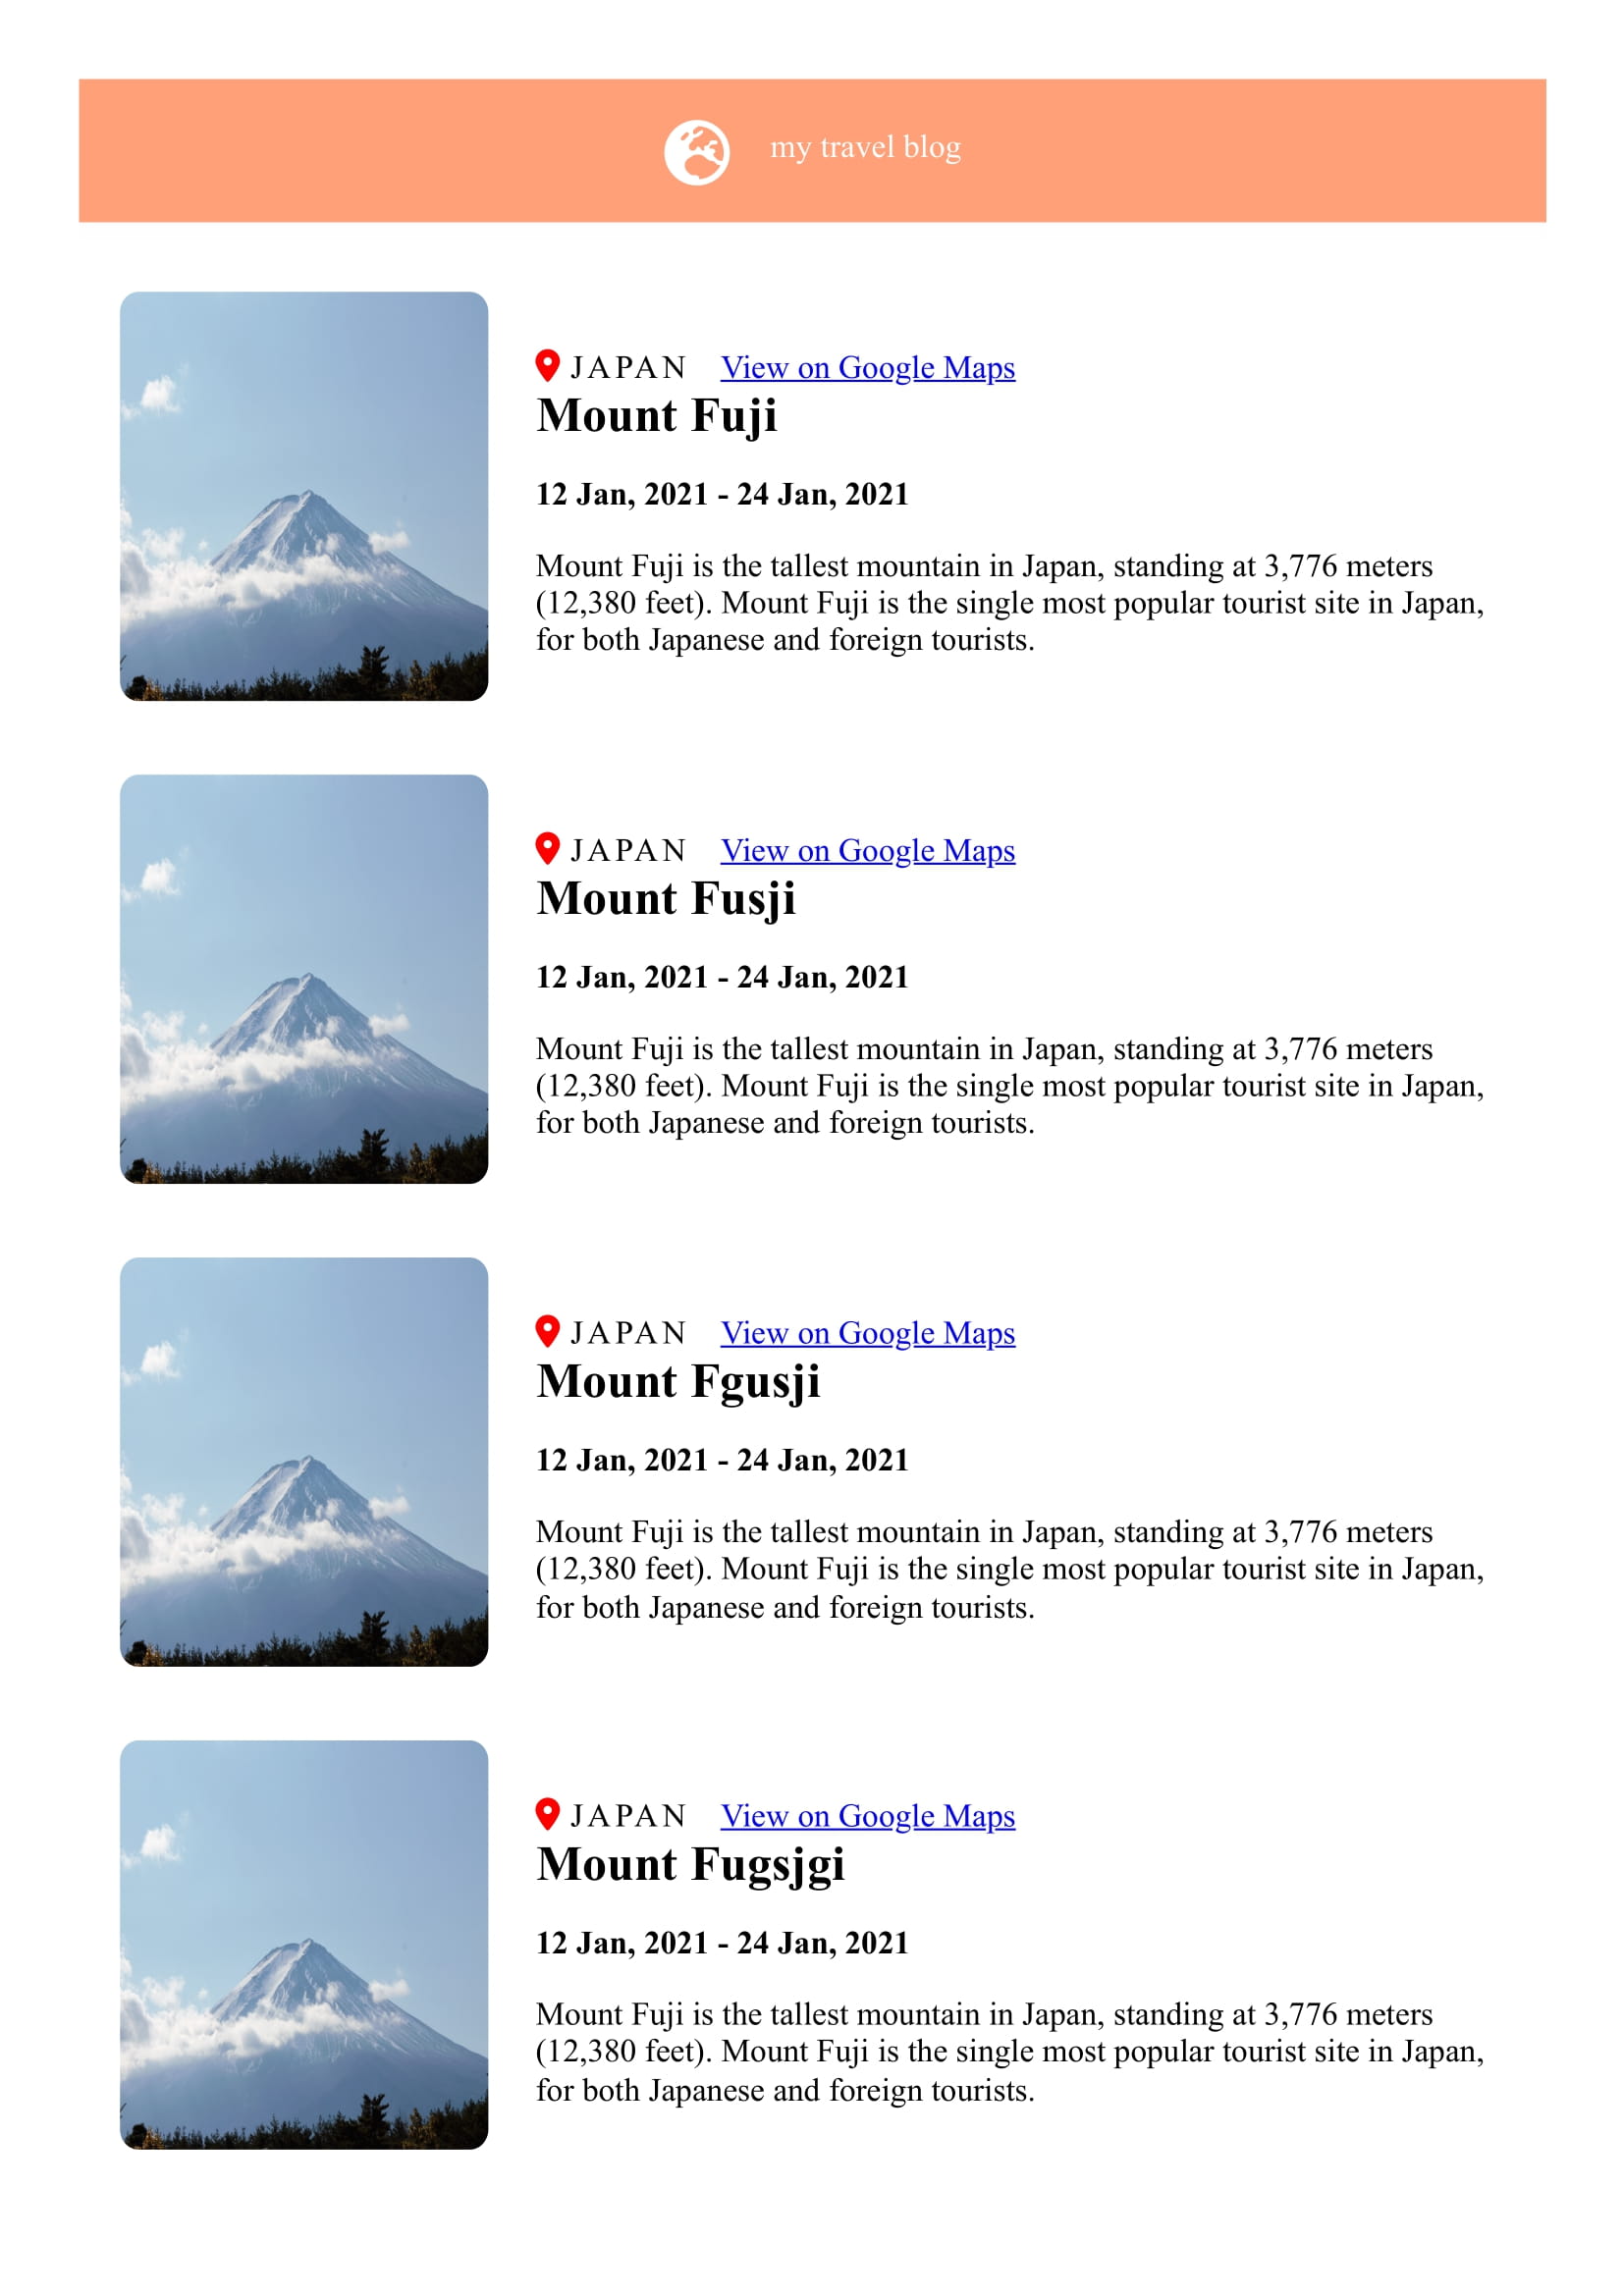 my travel blog
JAPAN View on Google Maps
Mount Fuji
12 Jan, 2021 - 24 Jan, 2021
Mount Fuji is the tallest mountain in Japan, standing at 3,776 meters
(12,380 feet). Mount Fuji is the single most popular tourist site in Japan,
for both Japanese and foreign tourists.
JAPAN View on Google Maps
Mount Fusji
12 Jan, 2021 - 24 Jan, 2021
Mount Fuji is the tallest mountain in Japan, standing at 3,776 meters
(12,380 feet). Mount Fuji is the single most popular tourist site in Japan,
for both Japanese and foreign tourists.
JAPAN View on Google Maps
Mount Fgusji
12 Jan, 2021 - 24 Jan, 2021
Mount Fuji is the tallest mountain in Japan, standing at 3,776 meters
(12,380 feet). Mount Fuji is the single most popular tourist site in Japan,
for both Japanese and foreign tourists.
JAPAN View on Google Maps
Mount Fugsjgi
12 Jan, 2021 - 24 Jan, 2021
Mount Fuji is the tallest mountain in Japan, standing at 3,776 meters
(12,380 feet). Mount Fuji is the single most popular tourist site in Japan,
for both Japanese and foreign tourists.